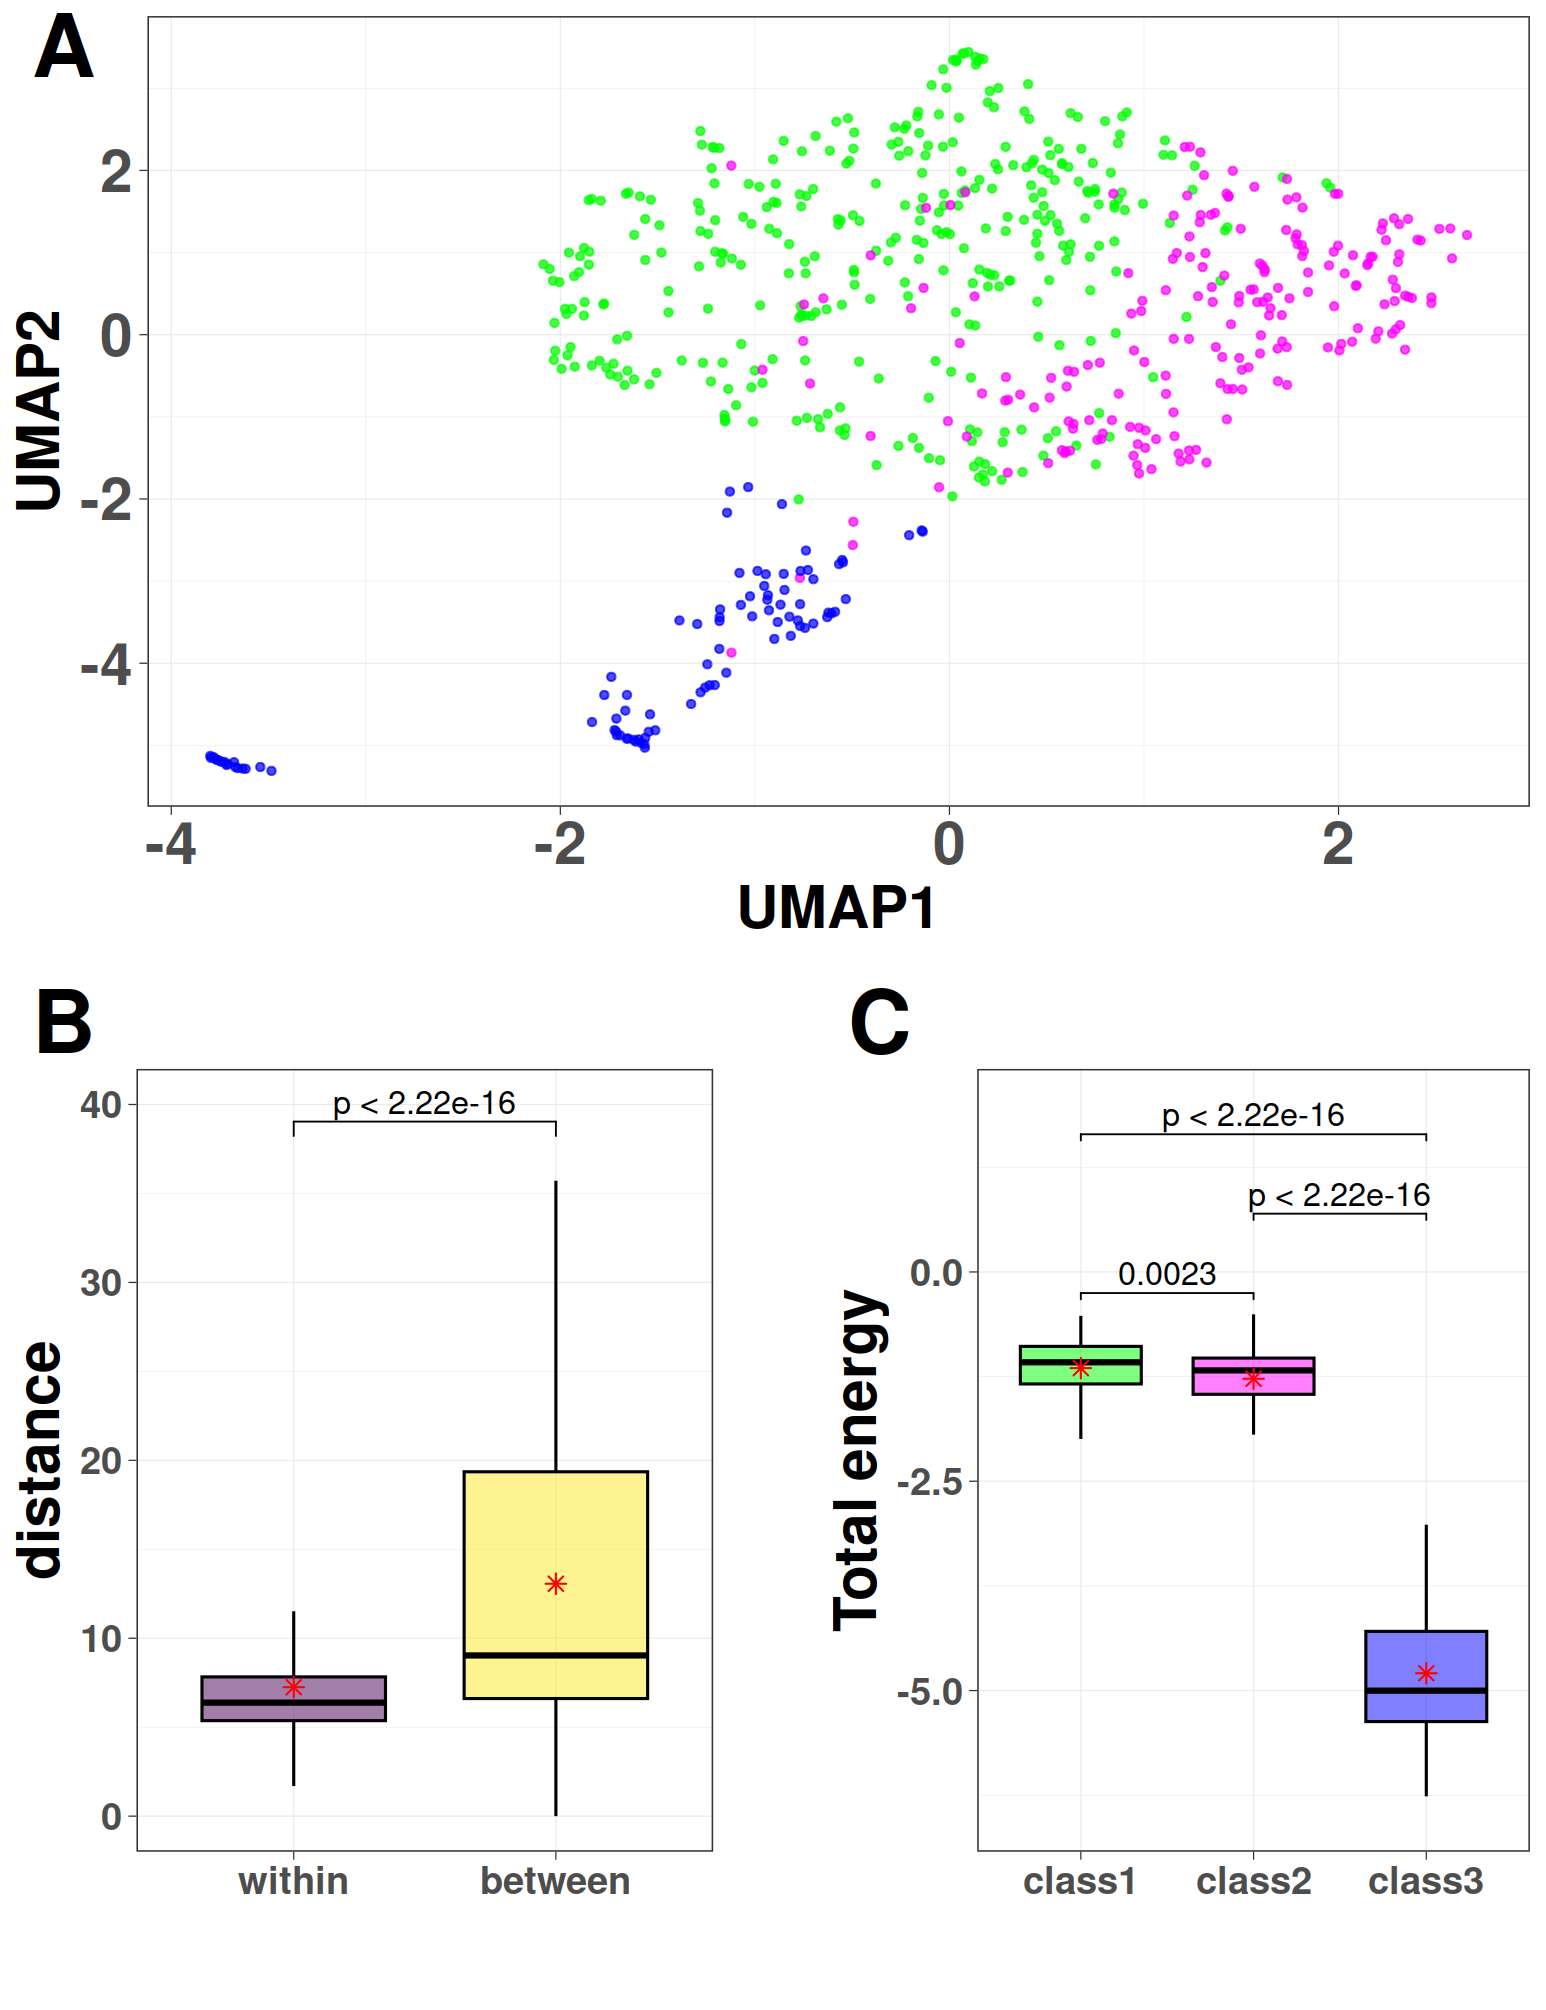 A
UMAP2
2
0
-2
-4
-4 -2 0 2
UMAP1
B
distance
40
30
20
10
0
p < 2.22e-16
within between
C
Total energy
0.0
-2.5
-5.0
p < 2.22e-16
p < 2.22e-16
0.0023
class1 class2 class3